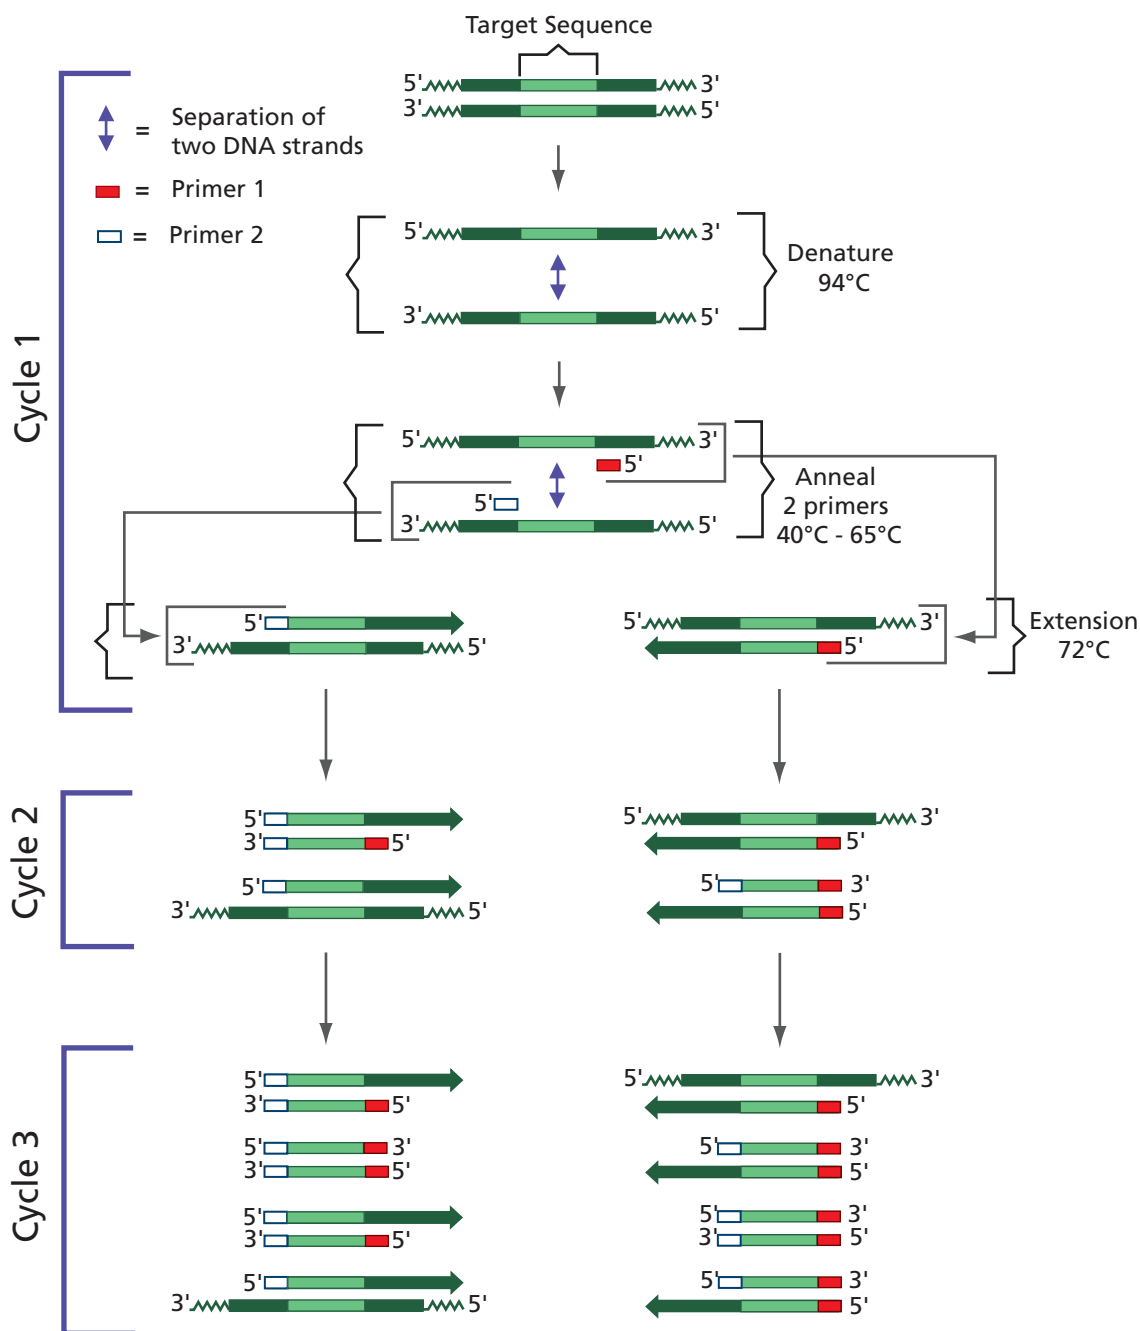 Target Sequence
5' 3'
3' 5'
= Separation of
two DNA strands
= Primer 1
= Primer 2
5' 3'
Denature
94°C
3' 5'
Cycle 1
5' 3'
5'
Anneal
2 primers
40°C - 65°C
5'
3' 5'
5'
3' 5'
5' 3'
5'
Extension
72°C
Cycle 2
5'
3' 5'
5'
3' 5'
5' 3'
5'
5' 3'
5'
Cycle 3
5'
3' 5'
5' 3'
3' 5'
5'
3' 5'
5'
3' 5'
5' 3'
5'
5' 3'
5'
5' 3'
3' 5'
5' 3'
5'